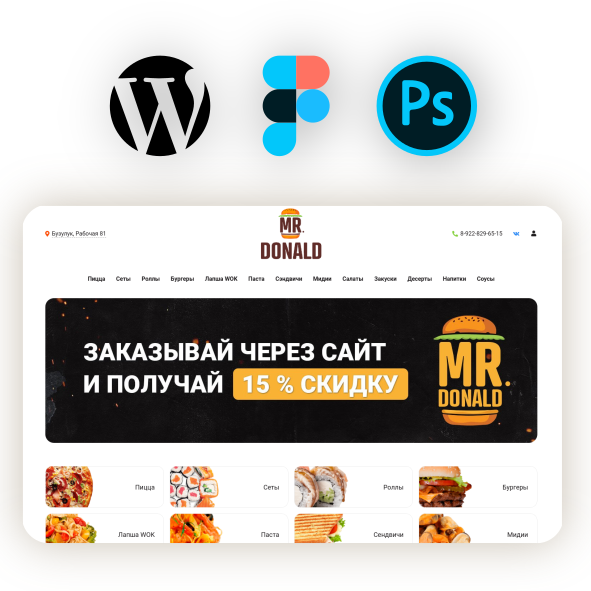 W
Ps
Бузулук, Рабочая 81
MR.
DONALD
8-922-829-65-15
Пицца Сеты Роллы Бургеры Лапша WOK Паста Сэндвичи Мидии Салаты Закуски Десерты Напитки Соусы
ЗАКАЗЫВАЙ ЧЕРЕЗ САЙТ
И ПОЛУЧАЙ 15 % СКИДКУ
MR.
DONALD
Пицца Сеты Роллы Бургеры
Лапша WOK Паста Сендвичи Мидии